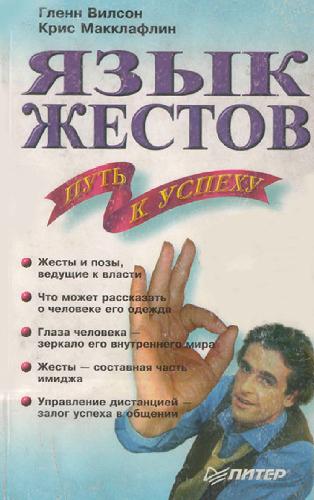 Гленн Вилсон
Крис Макклафлин
ЯЗЫК
ЖЕСТОВ
ПУТЬ К УСПЕХУ
Жесты и позы,
ведущие к власти
Что может рассказать
о человеке его одежда
Глаза человека —
зеркало его внутреннего мира
Жесты — составная часть
имиджа
Управление дистанцией —
залог успеха в общении
ПИТЕР